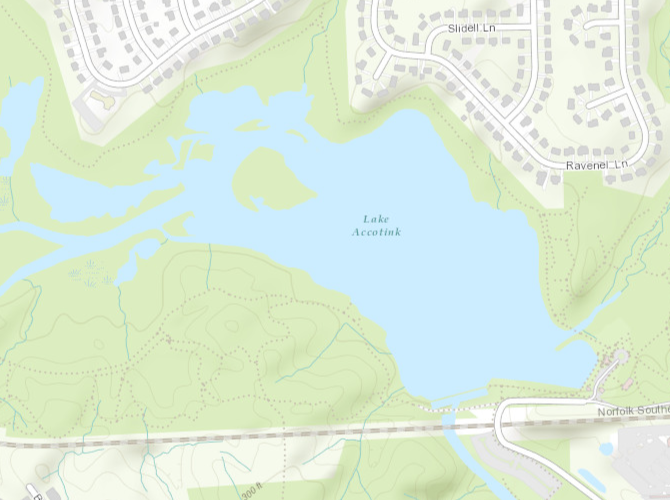 Slidell Ln
Ravenel Ln
Lake
Accotink
Norfolk Southe
300 ft